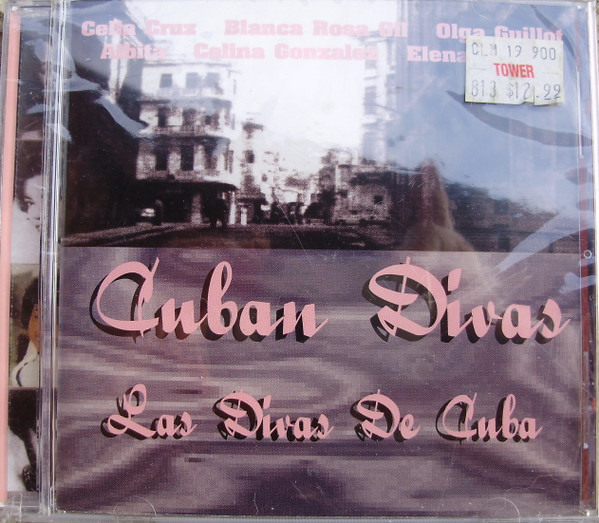 Celia Cruz Blanca Rosa Gil Olga Guillot
Albita Celina Gonzalez Elena
CLM 19 900
TOWER
813 $12.99
Cuban Divas
Las Divas De Cuba